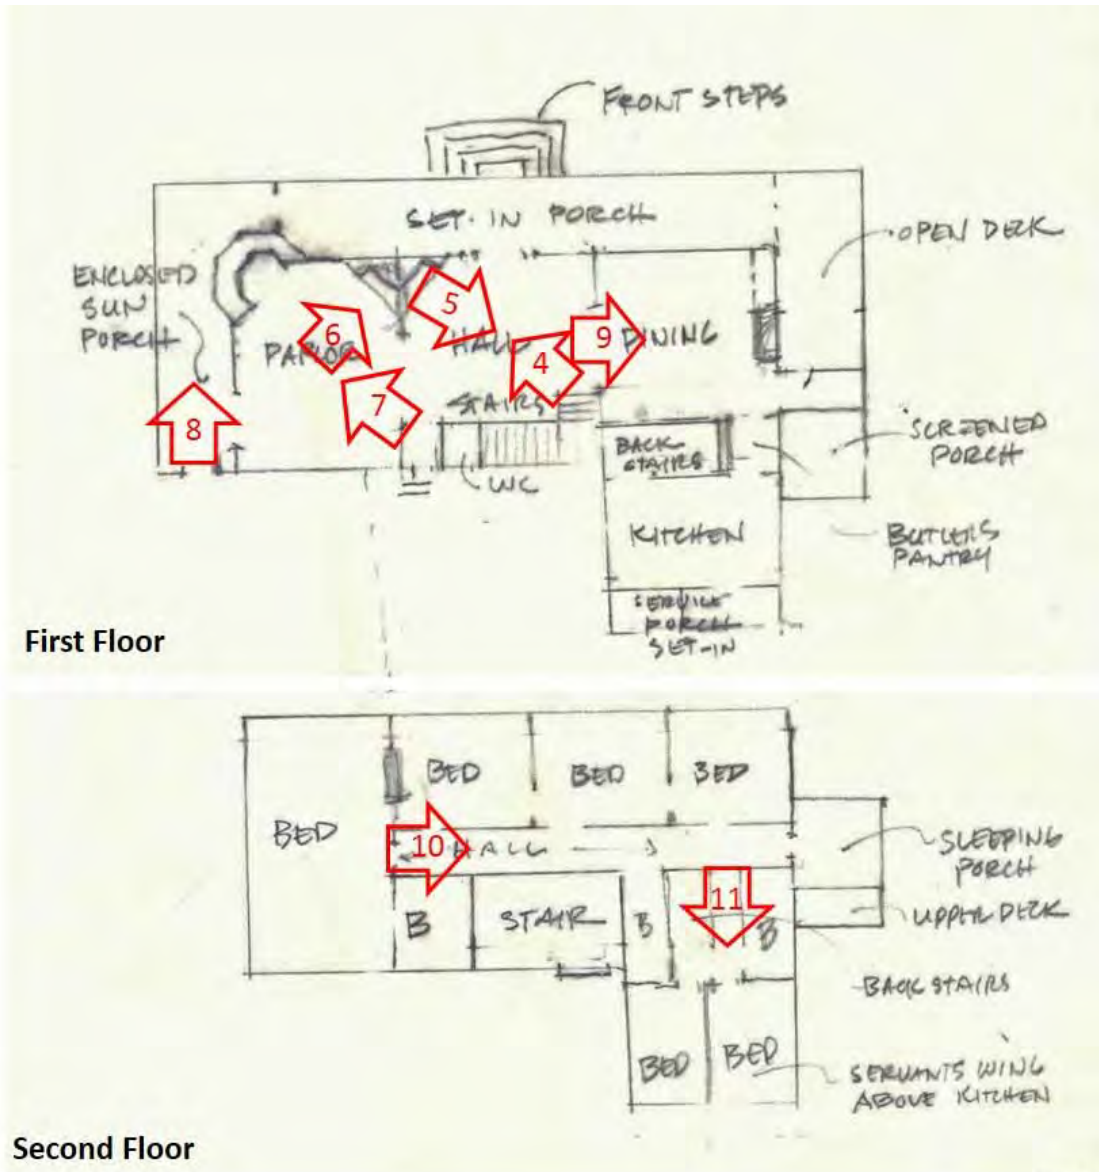 FRONT STEPS
SET-IN PORCH
OPEN DECK
ENCLOSED
SUN
PORCH
5
6
PARLOR
HALL
4
9
DINING
7
8
STAIRS
WC
BACK
STAIRS
SCREENED
PORCH
KITCHEN
BUTLERS
PANTRY
SERVICE
PORCH
SET-IN
First Floor
BED
BED
BED
BED
10
HALL
SLEEPING
PORCH
11
B
STAIR
B
B
UPPER DECK
BACK STAIRS
BED
BED
SERVANTS WING
ABOVE KITCHEN
Second Floor